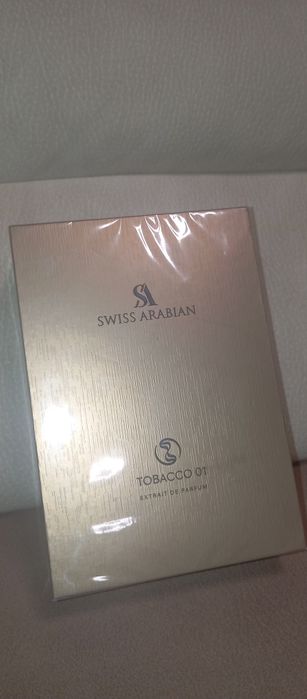 SA
SWISS ARABIAN
TOBACCO 01
EXTRAIT DE PARFUM